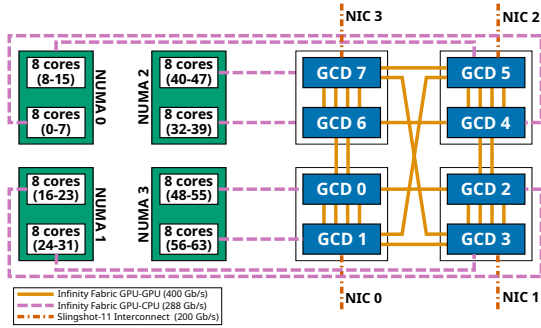 NIC 3
NIC 2
8 cores
(8-15)
8 cores
(0-7)
NUMA 0
NUMA 2
8 cores
(40-47)
8 cores
(32-39)
GCD 7
GCD 6
GCD 5
GCD 4
8 cores
(16-23)
8 cores
(24-31)
NUMA 1
NUMA 3
8 cores
(48-55)
8 cores
(56-63)
GCD 0
GCD 1
GCD 2
GCD 3
NIC 0
NIC 1
Infinity Fabric GPU-GPU (400 Gb/s)
Infinity Fabric GPU-CPU (288 Gb/s)
Slingshot-11 Interconnect (200 Gb/s)